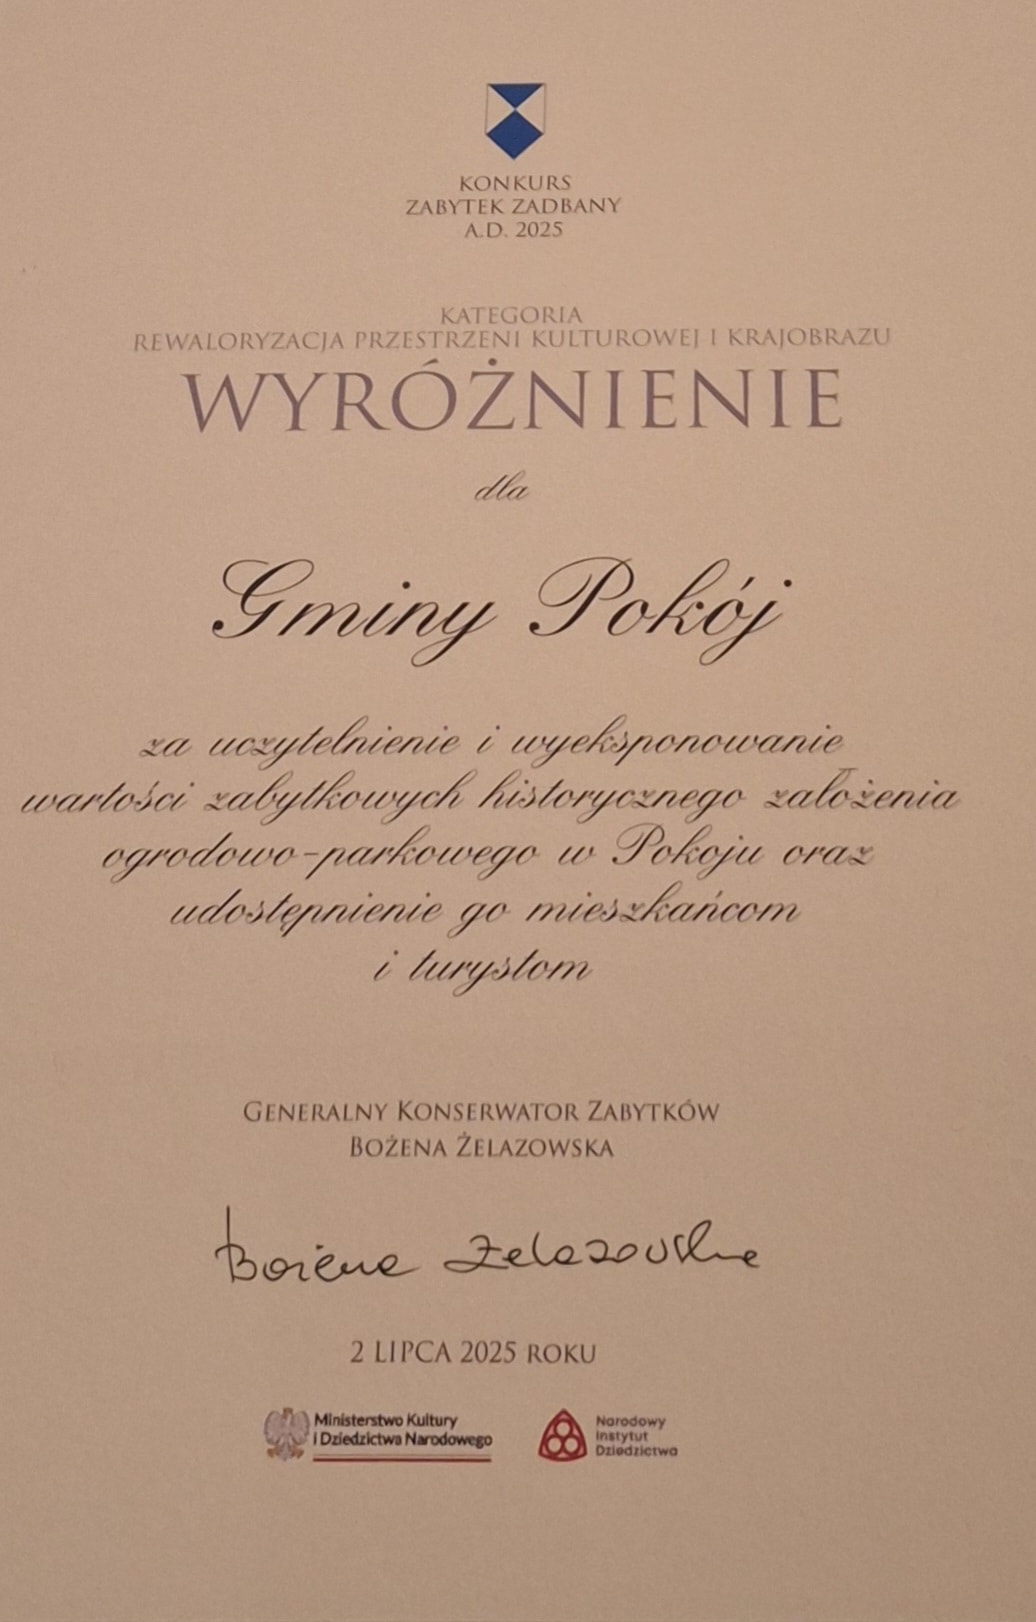 KONKURS
ZABYTEK ZADBANY
A.D. 2025
KATEGORIA
REWALORYZACJA PRZESTRZENI KULTUROWEJ I KRAJOBRAZU
WYRÓŻNIENIE
dla
Gminy Pokój
za uczytelnienie i wyeksponowanie
wartości zabytkowych historycznego założenia
ogrodowo-parkowego w Pokoju oraz
udostępnienie go mieszkańcom
i turystom
GENERALNY KONSERWATOR ZABYTKÓW
BOŻENA ŻELAZOWSKA
Bożena Żelazowska
2 LIPCA 2025 ROKU
Ministerstwo Kultury
i Dziedzictwa Narodowego
Narodowy
Instytut
Dziedzictwa